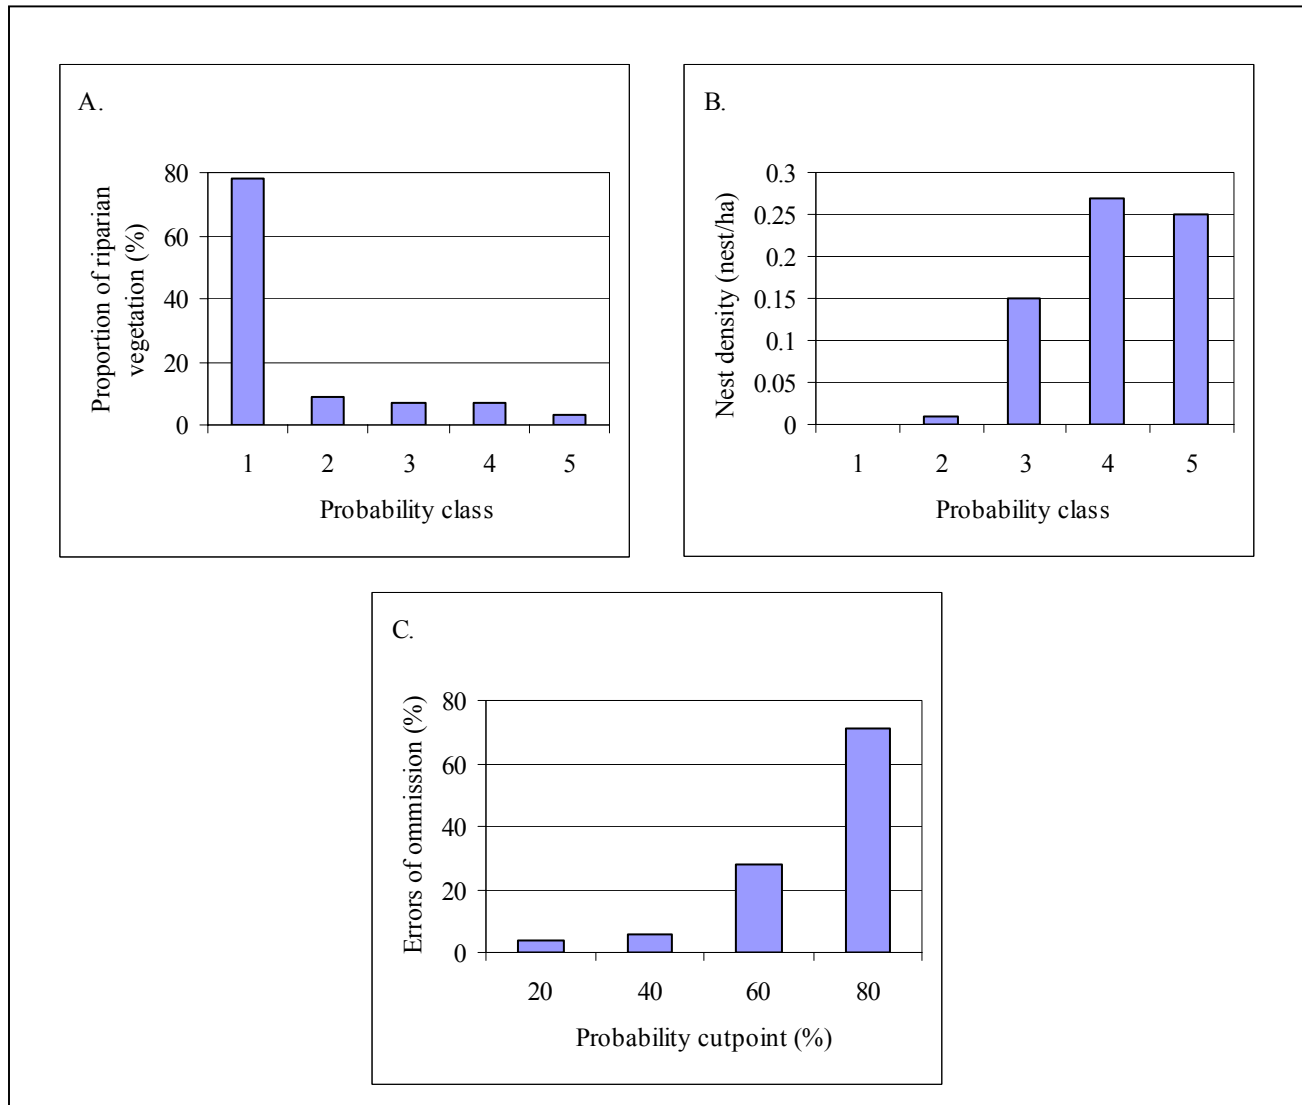 A.
Proportion of riparian
vegetation (%)
80
60
40
20
0
1 2 3 4 5
Probability class
B.
Nest density (nest/ha)
0.3
0.25
0.2
0.15
0.1
0.05
0
1 2 3 4 5
Probability class
C.
Errors of ommission (%)
80
60
40
20
0
20 40 60 80
Probability cutpoint (%)